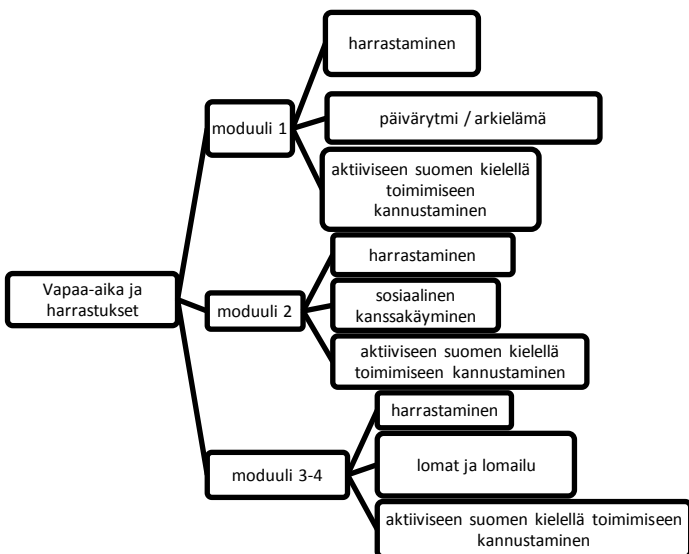 harrastaminen
moduuli 1
päivärytmi / arkielämä
aktiiviseen suomen kielellä
toimimiseen
kannustaminen
Vapaa-aika ja
harrastukset
harrastaminen
moduuli 2
sosiaalinen
kanssakäyminen
aktiiviseen suomen kielellä
toimimiseen kannustaminen
harrastaminen
moduuli 3-4
lomat ja lomailu
aktiiviseen suomen kielellä toimimiseen
kannustaminen